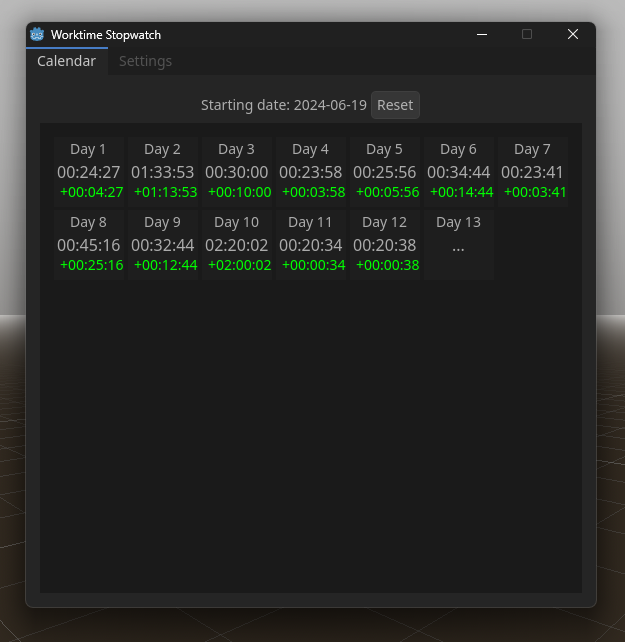 Worktime Stopwatch
Calendar Settings
Starting date: 2024-06-19 Reset
Day 1 Day 2 Day 3 Day 4 Day 5 Day 6 Day 7
00:24:27 01:33:53 00:30:00 00:23:58 00:25:56 00:34:44 00:23:41
+00:04:27 +01:13:53 +00:10:00 +00:03:58 +00:05:56 +00:14:44 +00:03:41
Day 8 Day 9 Day 10 Day 11 Day 12 Day 13
00:45:16 00:32:44 02:20:02 00:20:34 00:20:38 ...
+00:25:16 +00:12:44 +02:00:02 +00:00:34 +00:00:38